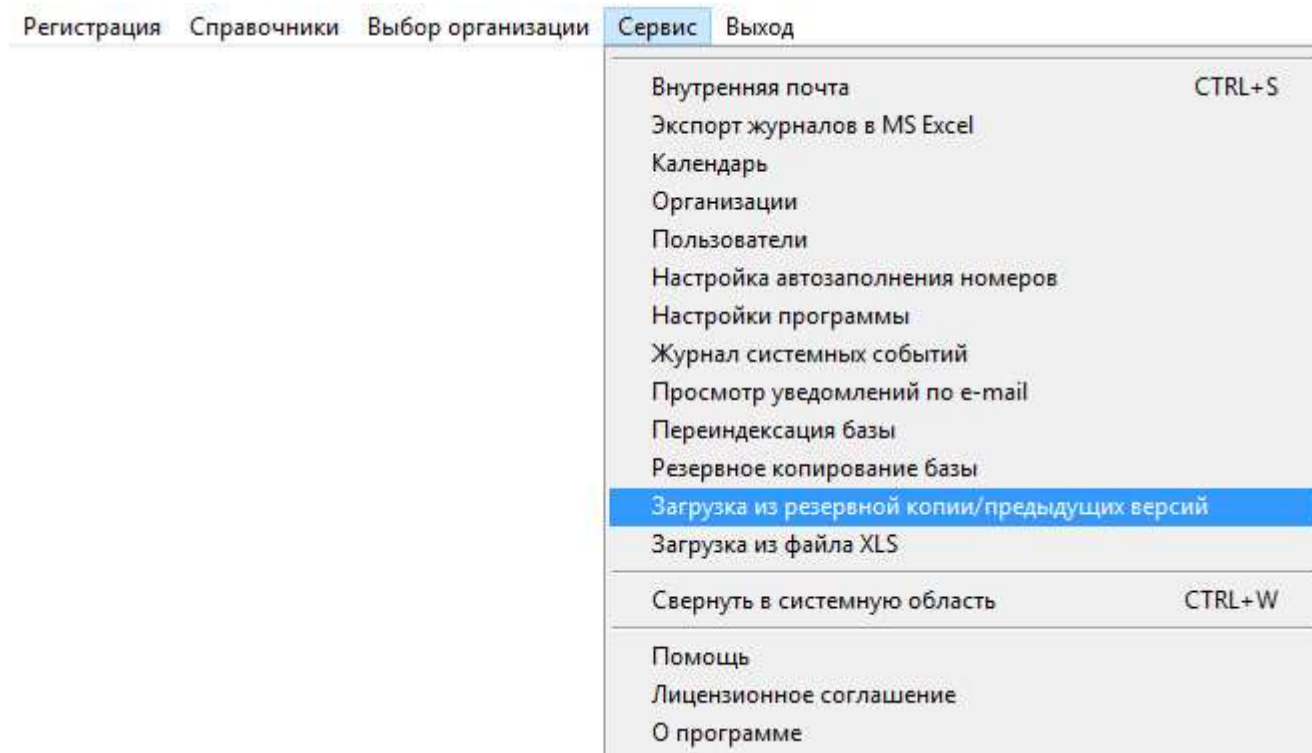 Регистрация Справочники Выбор организации Сервис Выход
Внутренняя почта CTRL+S
Экспорт журналов в MS Excel
Календарь
Организации
Пользователи
Настройка автозаполнения номеров
Настройки программы
Журнал системных событий
Просмотр уведомлений по e-mail
Переиндексация базы
Резервное копирование базы
Загрузка из резервной копии/предыдущих версий
Загрузка из файла XLS
Свернуть в системную область CTRL+W
Помощь
Лицензионное соглашение
О программе